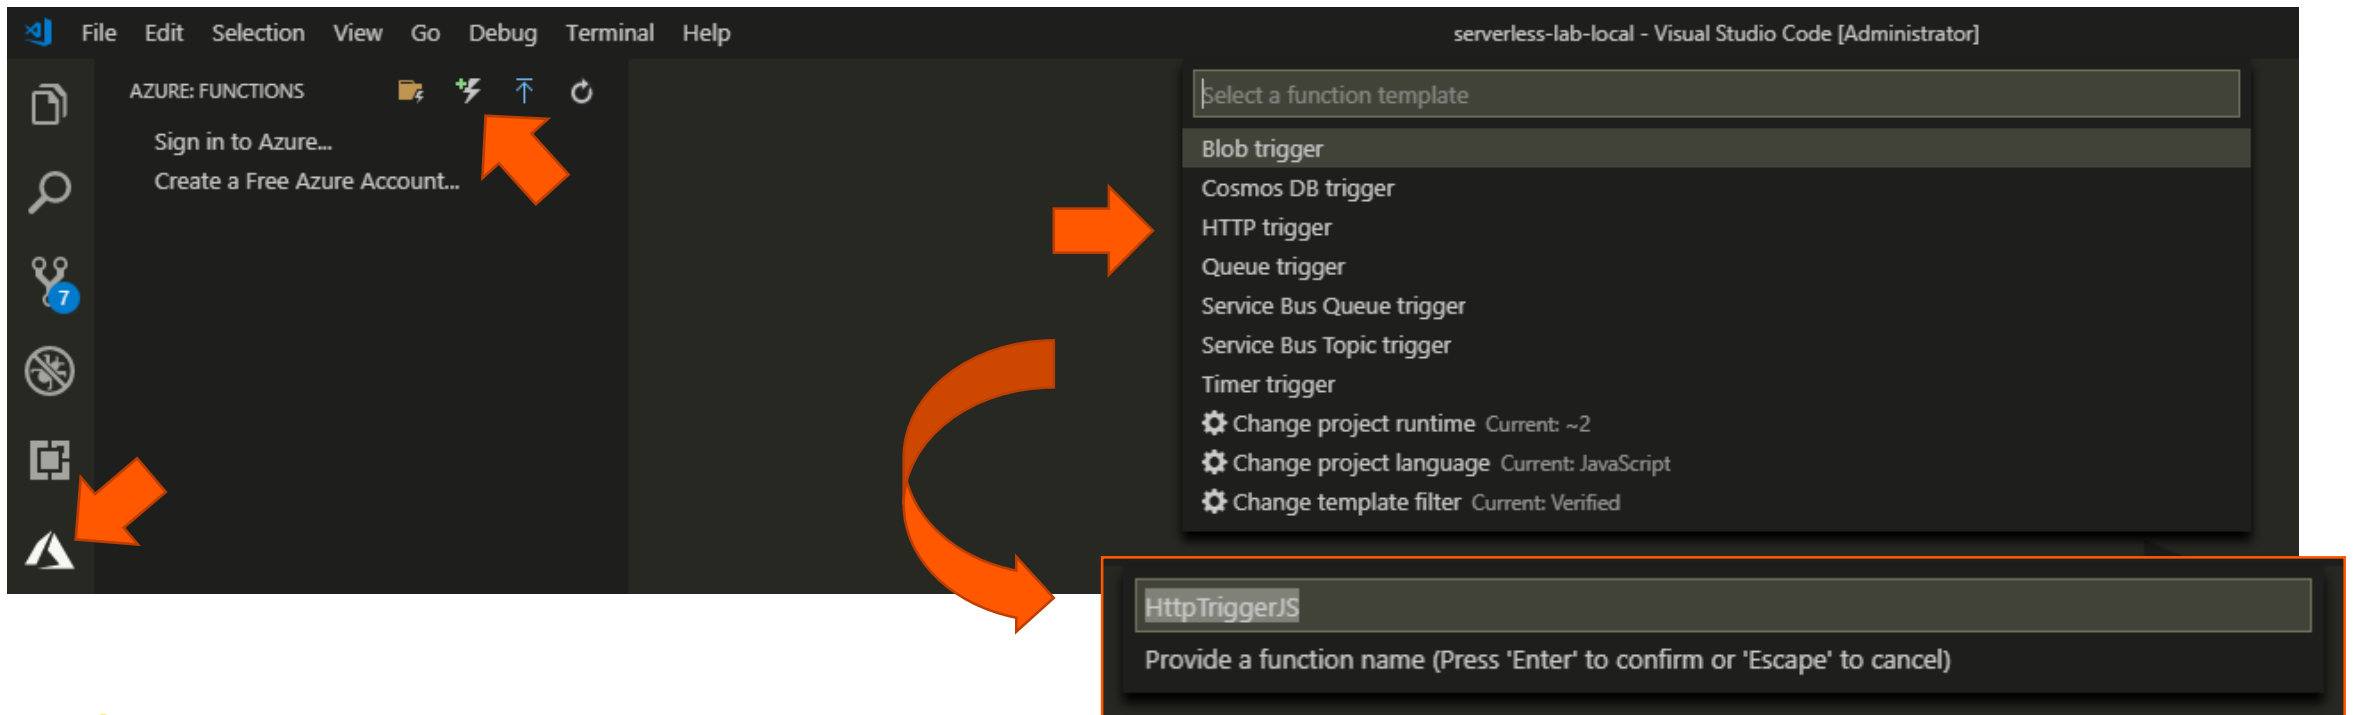 File Edit Selection View Go Debug Terminal Help
serverless-lab-local - Visual Studio Code [Administrator]
AZURE: FUNCTIONS
Sign in to Azure...
Create a Free Azure Account...
7
Select a function template
Blob trigger
Cosmos DB trigger
HTTP trigger
Queue trigger
Service Bus Queue trigger
Service Bus Topic trigger
Timer trigger
Change project runtime Current: ~2
Change project language Current: JavaScript
Change template filter Current: Verified
HttpTriggerJS
Provide a function name (Press 'Enter' to confirm or 'Escape' to cancel)